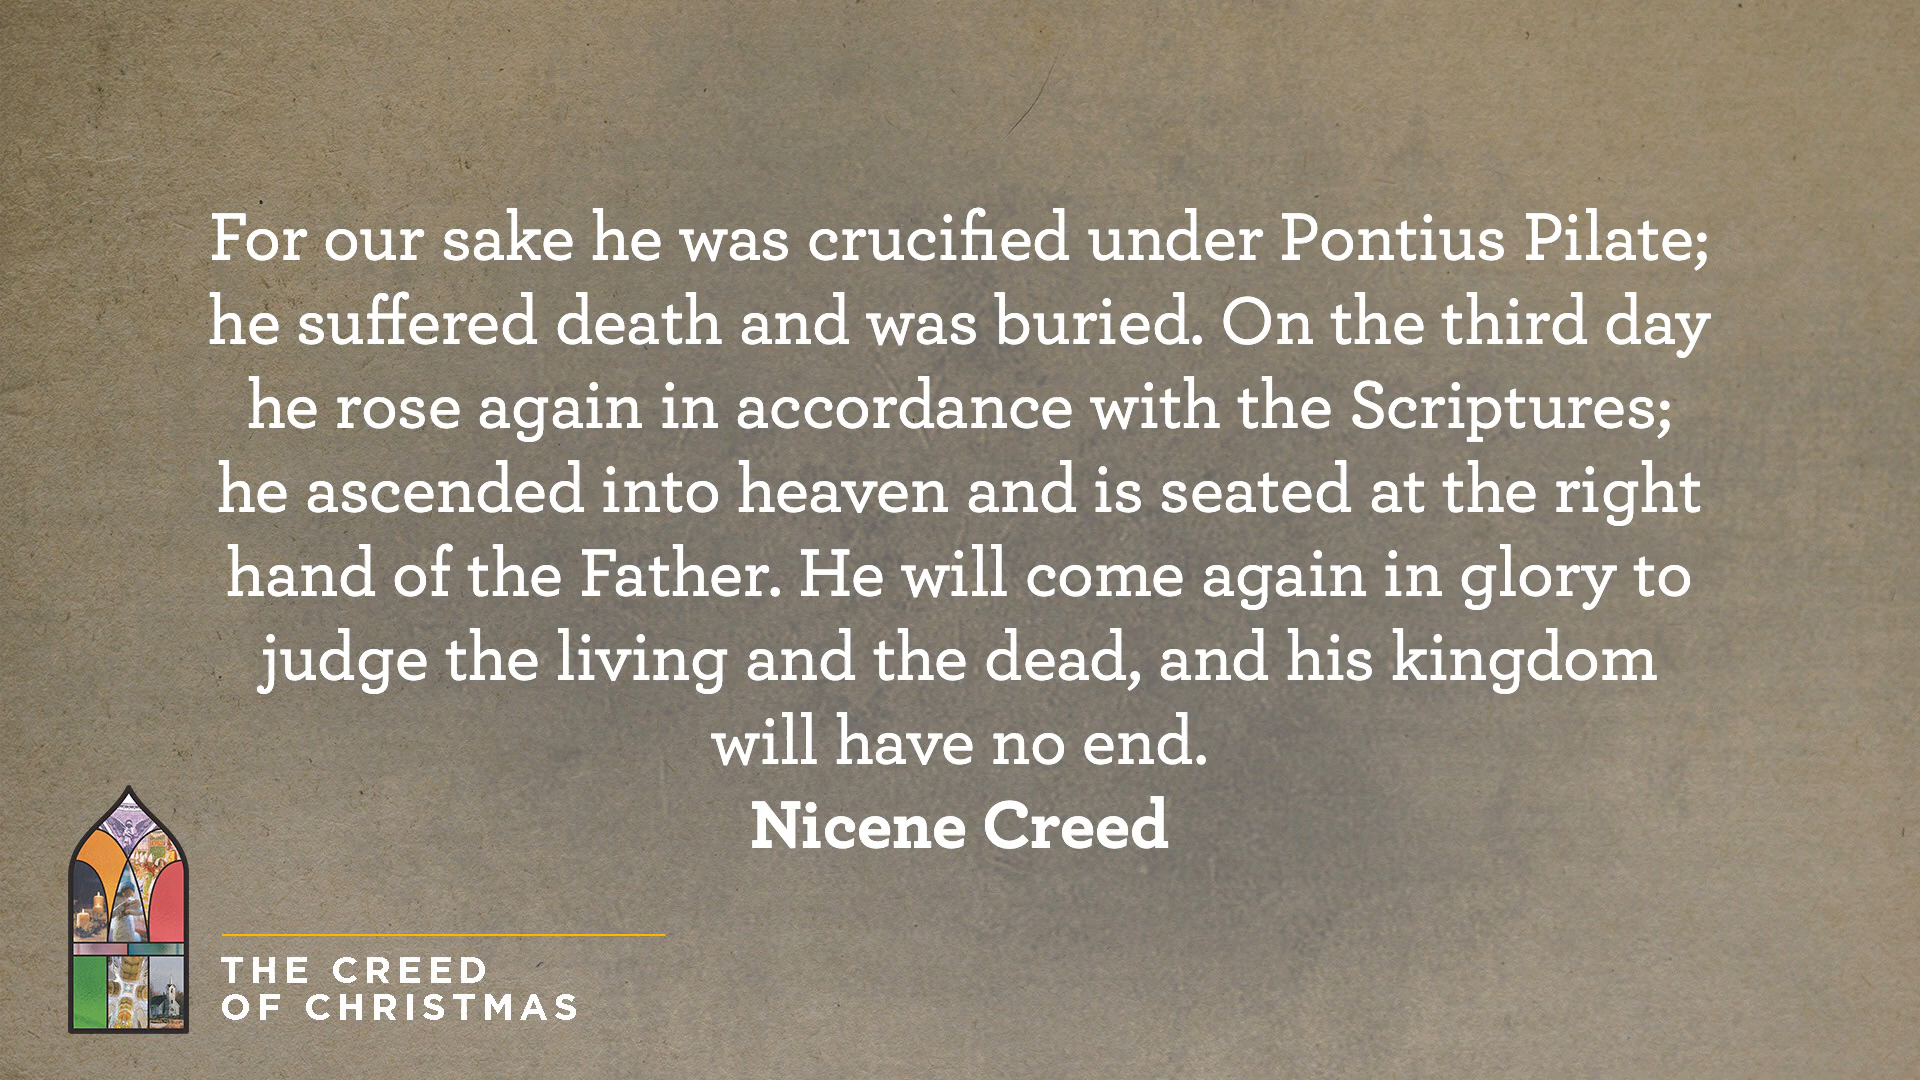 For our sake he was crucified under Pontius Pilate;
he suffered death and was buried. On the third day
he rose again in accordance with the Scriptures;
he ascended into heaven and is seated at the right
hand of the Father. He will come again in glory to
judge the living and the dead, and his kingdom
will have no end.
Nicene Creed
THE CREED
OF CHRISTMAS